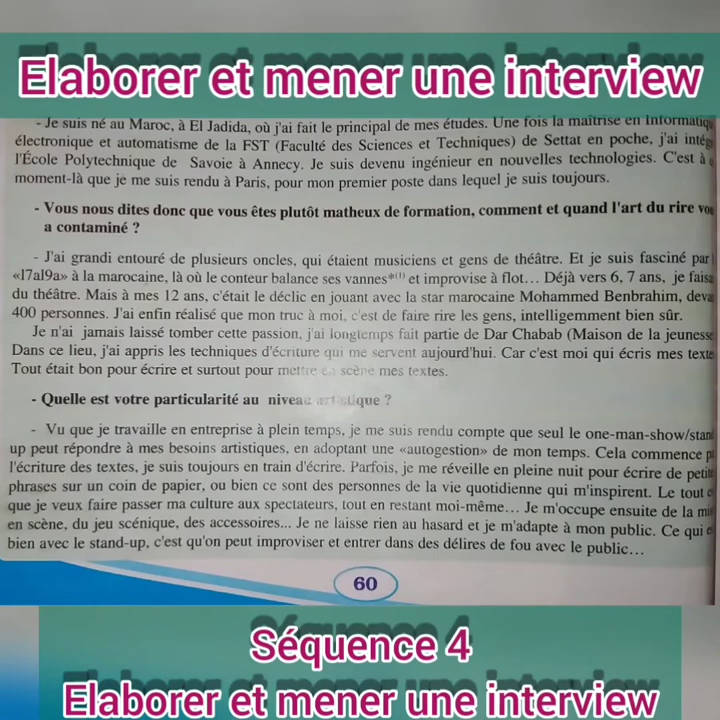 Elaborer et mener une interview
- Je suis né au Maroc, à El Jadida, où j'ai fait le principal de mes études. Une fois la maîtrise en Informatiq
électronique et automatisme de la FST (Faculté des Sciences et Techniques) de Settat en poche, j'ai
l'École Polytechnique de Savoie à Annecy. Je suis devenu ingénieur en nouvelles technologies. C'est à
moment-là que je me suis rendu à Paris, pour mon premier poste dans lequel je suis toujours.
- Vous nous dites donc que vous êtes plutôt matheux de formation, comment et quand l'art du rire
a contaminé ?
- J'ai grandi entouré de plusieurs oncles, qui étaient musiciens et gens de théâtre. Et je suis fasciné par
«l7al9a» à la marocaine, là où le conteur balance ses vannes*(1) et improvise à flot… Déjà vers 6, 7 ans, je
du théâtre. Mais à mes 12 ans, c'était le déclic en jouant avec la star marocaine Mohammed Benbrahim,
400 personnes. J'ai enfin réalisé que mon truc à moi, c'est de faire rire les gens, intelligemment bien sûr.
Je n'ai jamais laissé tomber cette passion, j'ai longtemps fait partie de Dar Chabab (Maison de la jeunesse
Dans ce lieu, j'ai appris les techniques d'écriture qui me servent aujourd'hui. Car c'est moi qui écris mes
Tout était bon pour écrire et surtout pour mettre en scène mes textes.
- Quelle est votre particularité au niveau artistique ?
- Vu que je travaille en entreprise à plein temps, je me suis rendu compte que seul le one-man-show/stand
up peut répondre à mes besoins artistiques, en adoptant une «autogestion» de mon temps. Cela commence
l'écriture des textes, je suis toujours en train d'écrire. Parfois, je me réveille en pleine nuit pour écrire de
phrases sur un coin de papier, ou bien ce sont des personnes de la vie quotidienne qui m'inspirent. Le tout
que je veux faire passer ma culture aux spectateurs, tout en restant moi-même… Je m'occupe ensuite de la
en scène, du jeu scénique, des accessoires... Je ne laisse rien au hasard et je m'adapte à mon public. Ce qui
bien avec le stand-up, c'est qu'on peut improviser et entrer dans des délires de fou avec le public…
60
Séquence 4
Elaborer et mener une interview